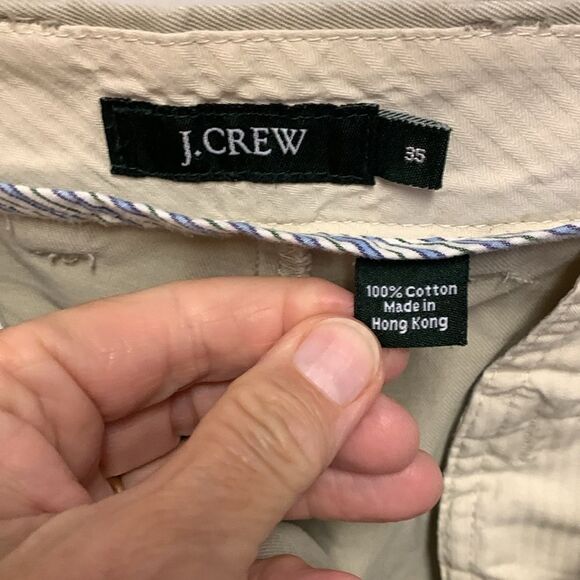 J.CREW
35
100% Cotton
Made in
Hong Kong